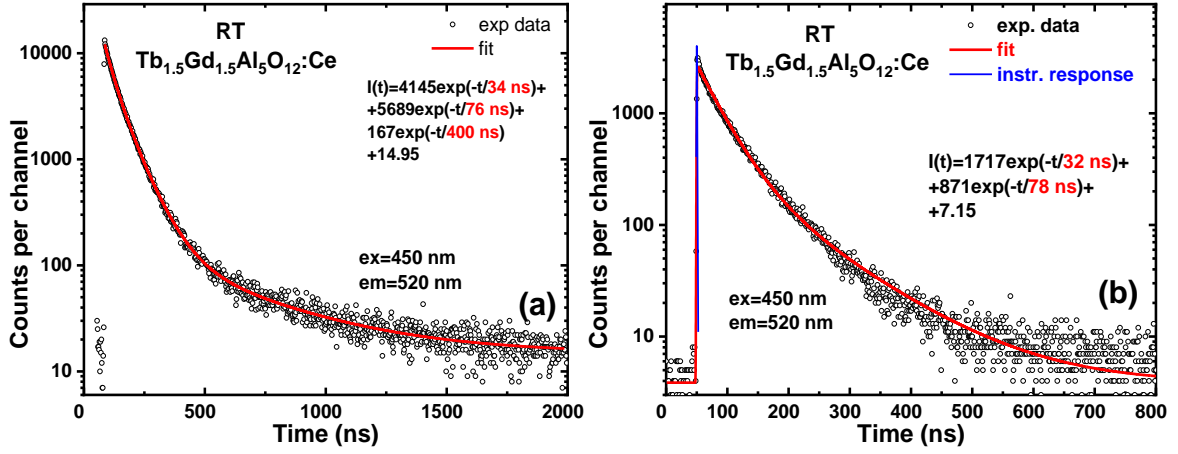 (a)
RT
Tb1.5Gd1.5Al5O12:Ce
exp data
fit
I(t)=4145exp(-t/34 ns)+
+5689exp(-t/76 ns)+
167exp(-t/400 ns)
+14.95
ex=450 nm
em=520 nm
(a)
10000
1000
100
10
Counts per channel
0
500
1000
1500
2000
Time (ns)
RT
Tb1.5Gd1.5Al5O12:Ce
exp. data
fit
instr. response
I(t)=1717exp(-t/32 ns)+
+871exp(-t/78 ns)+
+7.15
ex=450 nm
em=520 nm
(b)
1000
100
10
Counts per channel
0
100
200
300
400
500
600
700
800
Time (ns)